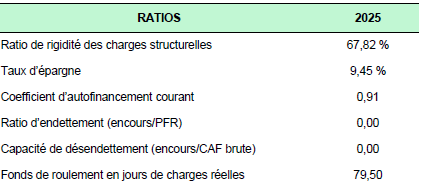 RATIOS 2025
Ratio de rigidité des charges structurelles 67,82 %
Taux d'épargne 9,45 %
Coefficient d'autofinancement courant 0,91
Ratio d'endettement (encours/PFR) 0,00
Capacité de désendettement (encours/CAF brute) 0,00
Fonds de roulement en jours de charges réelles 79,50